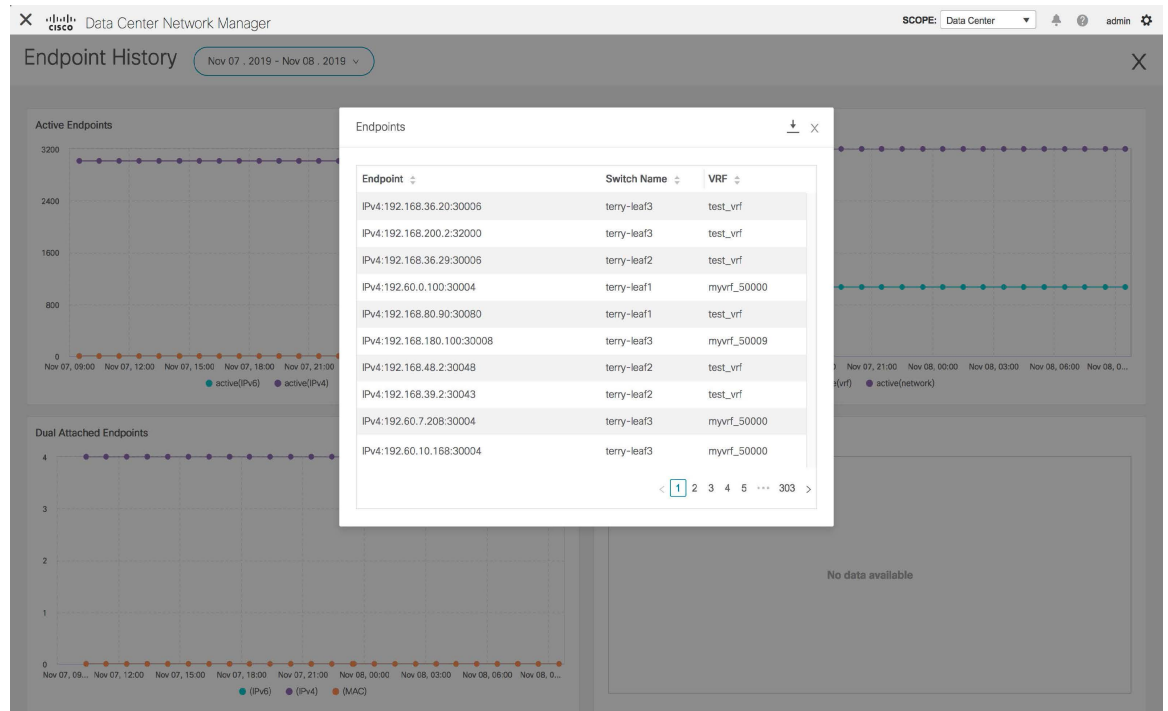 X cisco Data Center Network Manager SCOPE: Data Center admin
Endpoint History Nov 07 . 2019 - Nov 08 . 2019 X
Active Endpoints
3200
2400
1600
800
0
Nov 07, 09:00 Nov 07, 12:00 Nov 07, 15:00 Nov 07, 18:00 Nov 07, 21:00
active(IPv6) active(IPv4)
Endpoints X
Endpoint Switch Name VRF
IPv4:192.168.36.20:30006 terry-leaf3 test_vrf
IPv4:192.168.200.2:32000 terry-leaf3 test_vrf
IPv4:192.168.36.29:30006 terry-leaf2 test_vrf
IPv4:192.60.0.100:30004 terry-leaf1 myvrf_50000
IPv4:192.168.80.90:30080 terry-leaf1 test_vrf
IPv4:192.168.180.100:30008 terry-leaf3 myvrf_50009
IPv4:192.168.48.2:30048 terry-leaf2 test_vrf
IPv4:192.168.39.2:30043 terry-leaf2 test_vrf
IPv4:192.60.7.208:30004 terry-leaf3 myvrf_50000
IPv4:192.60.10.168:30004 terry-leaf3 myvrf_50000
< 1 2 3 4 5 ••• 303 >
Nov 07, 21:00 Nov 08, 00:00 Nov 08, 03:00 Nov 08, 06:00 Nov 08, 0...
(vrf) active(network)
Dual Attached Endpoints
4
3
2
1
0
Nov 07, 09... Nov 07, 12:00 Nov 07, 15:00 Nov 07, 18:00 Nov 07, 21:00 Nov 08, 00:00 Nov 08, 03:00 Nov 08, 06:00 Nov 08, 0...
(IPv6) (IPv4) (MAC)
No data available